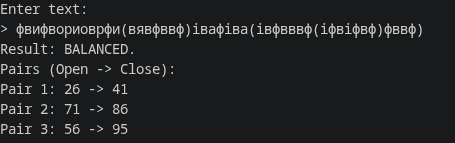 Enter text:
> фвифвориоврфи(вявфввф)івафіва(івфвввф(іфвіфвф)фввф)
Result: BALANCED.
Pairs (Open -> Close):
Pair 1: 26 -> 41
Pair 2: 71 -> 86
Pair 3: 56 -> 95